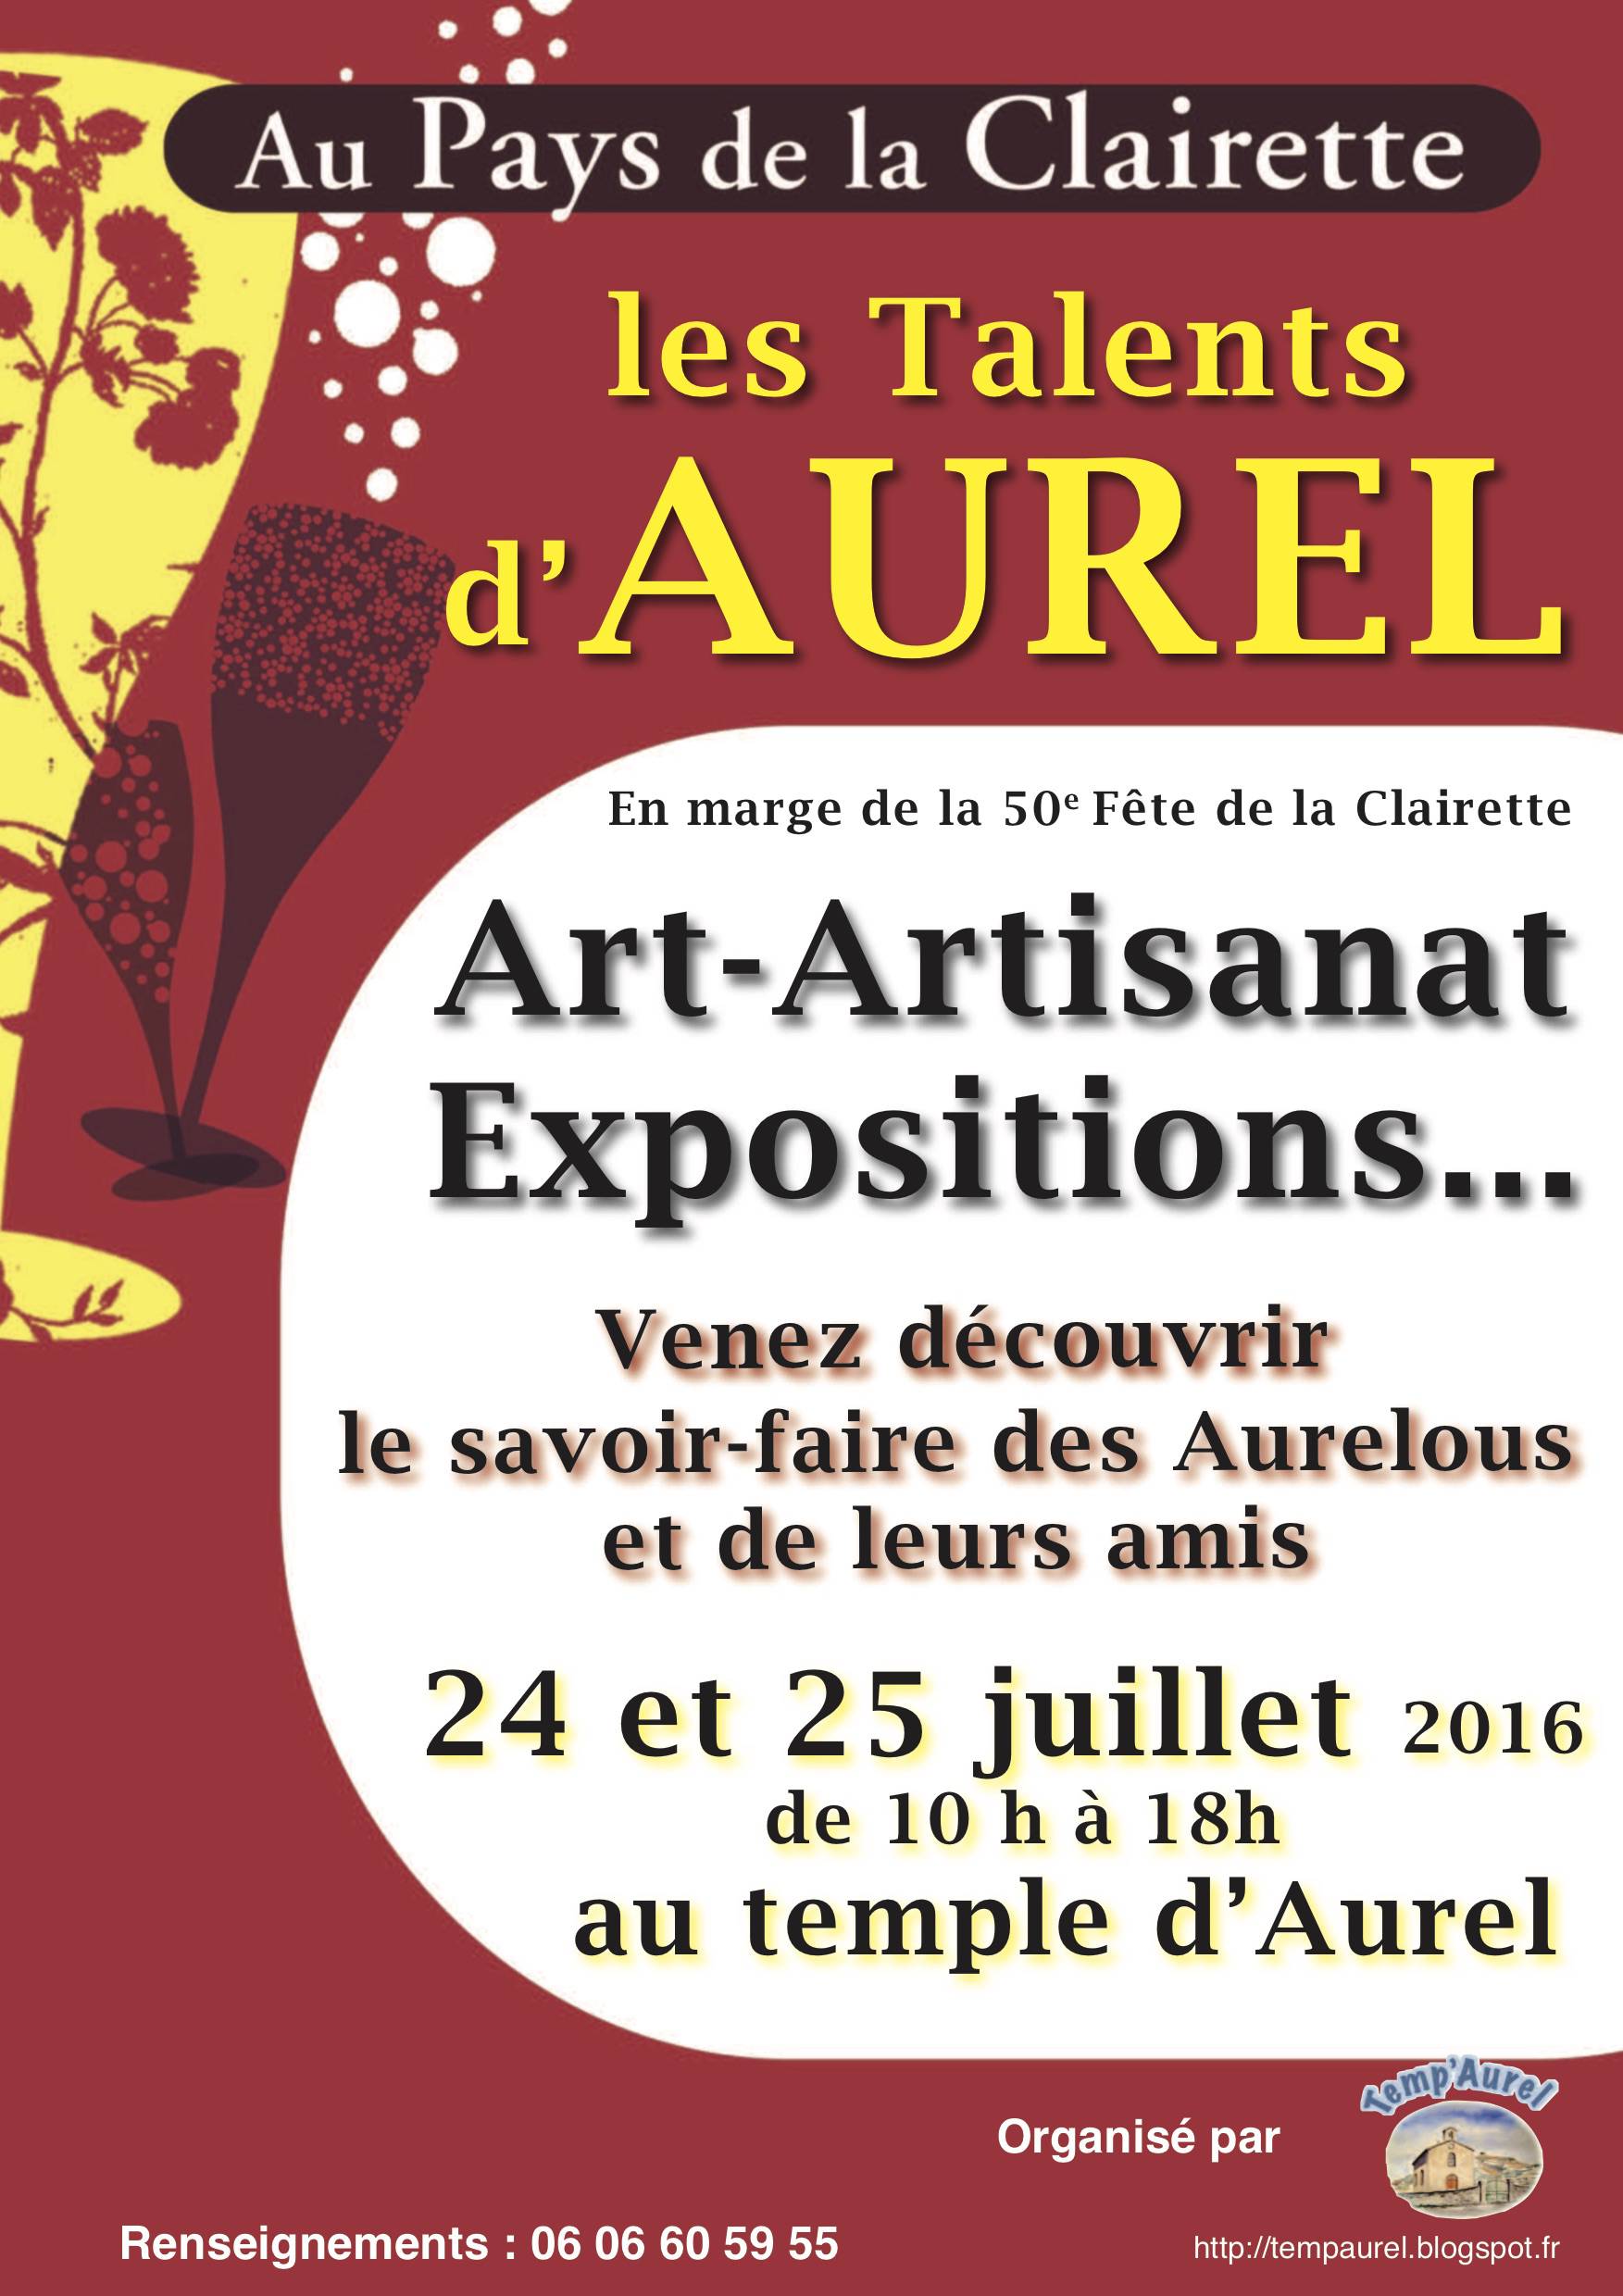 Au Pays de la Clairette
les Talents
d’AUREL
En marge de la 50e Fête de la Clairette
Art-Artisanat
Expositions...
Venez découvrir
le savoir-faire des Aurelous
et de leurs amis
24 et 25 juillet 2016
de 10 h à 18h
au temple d’Aurel
Temp'Aurel
Organisé par
Renseignements : 06 06 60 59 55
http://tempaurel.blogspot.fr